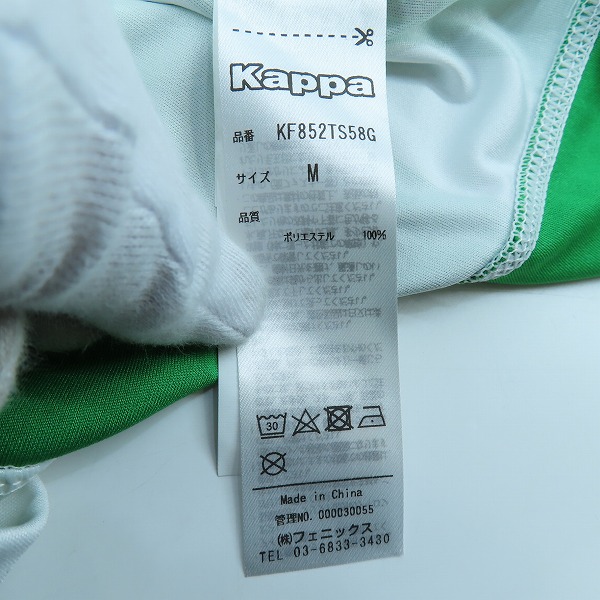 Kappa
品番 KF852TS58G
サイズ M
品質
ポリエステル 100%
30
Made in China
管理NO. 000030055
(株)フェニックス
TEL 03-6833-3430